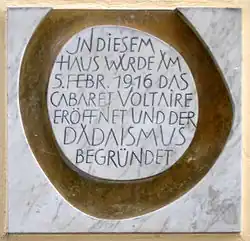 IN DIESEM
HAUS WURDE AM
5. FEBR. 1916 DAS
CABARET VOLTAIRE
ERÖFFNET UND DER
DADAISMUS
BEGRÜNDET